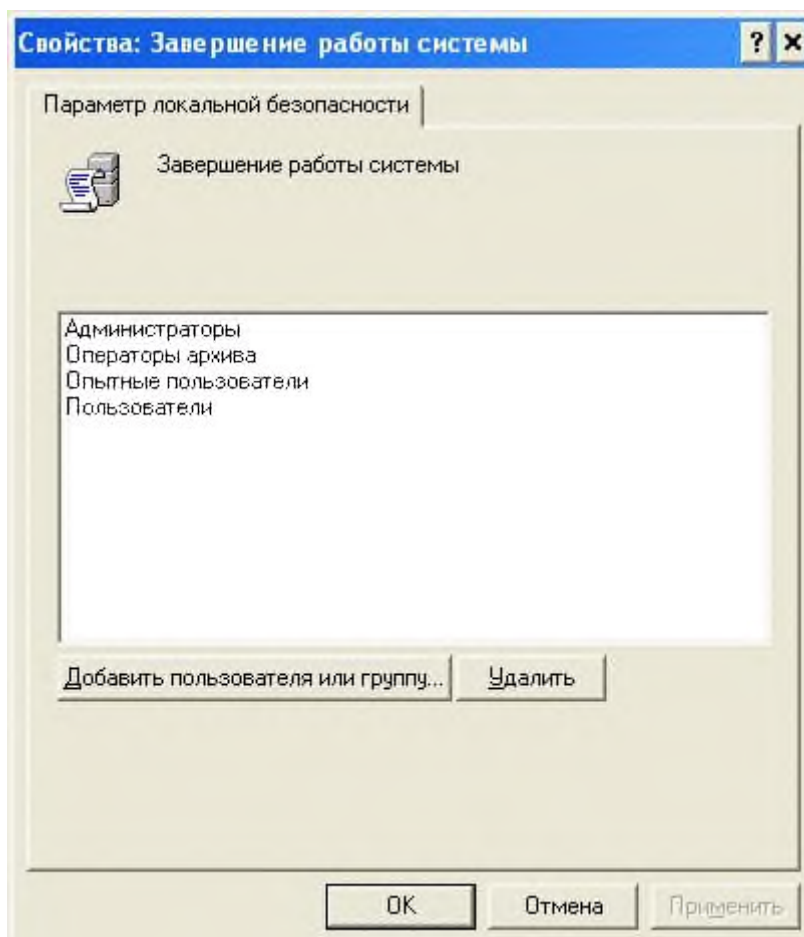 Свойства: Завершение работы системы
Параметр локальной безопасности
Завершение работы системы
Администраторы
Операторы архива
Опытные пользователи
Пользователи
Добавить пользователя или группу... Удалить
OK Отмена Применить